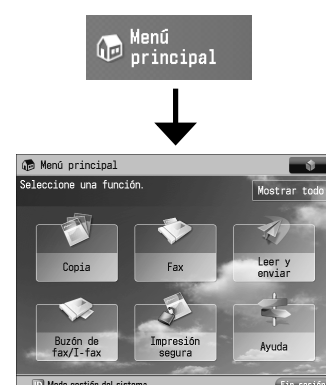 Menú
principal
Menú principal
Seleccione una función.
Mostrar todo
Copia
Fax
Leer y
enviar
Buzón de
fax/I-fax
Impresión
segura
Ayuda
Modo gestión del sistema
Fin sesión